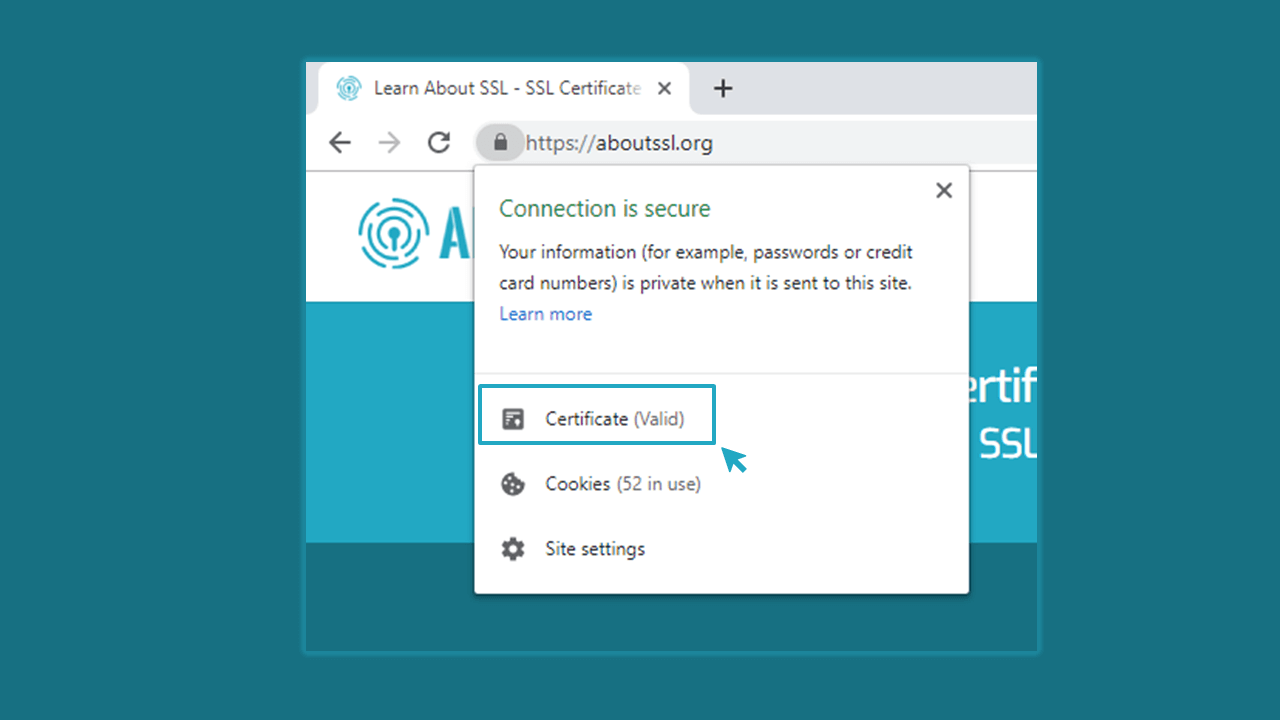 Learn About SSL - SSL Certificate
https://aboutssl.org
Connection is secure
Your information (for example, passwords or credit
card numbers) is private when it is sent to this site.
Learn more
Certificate (Valid)
Cookies (52 in use)
Site settings
SSL